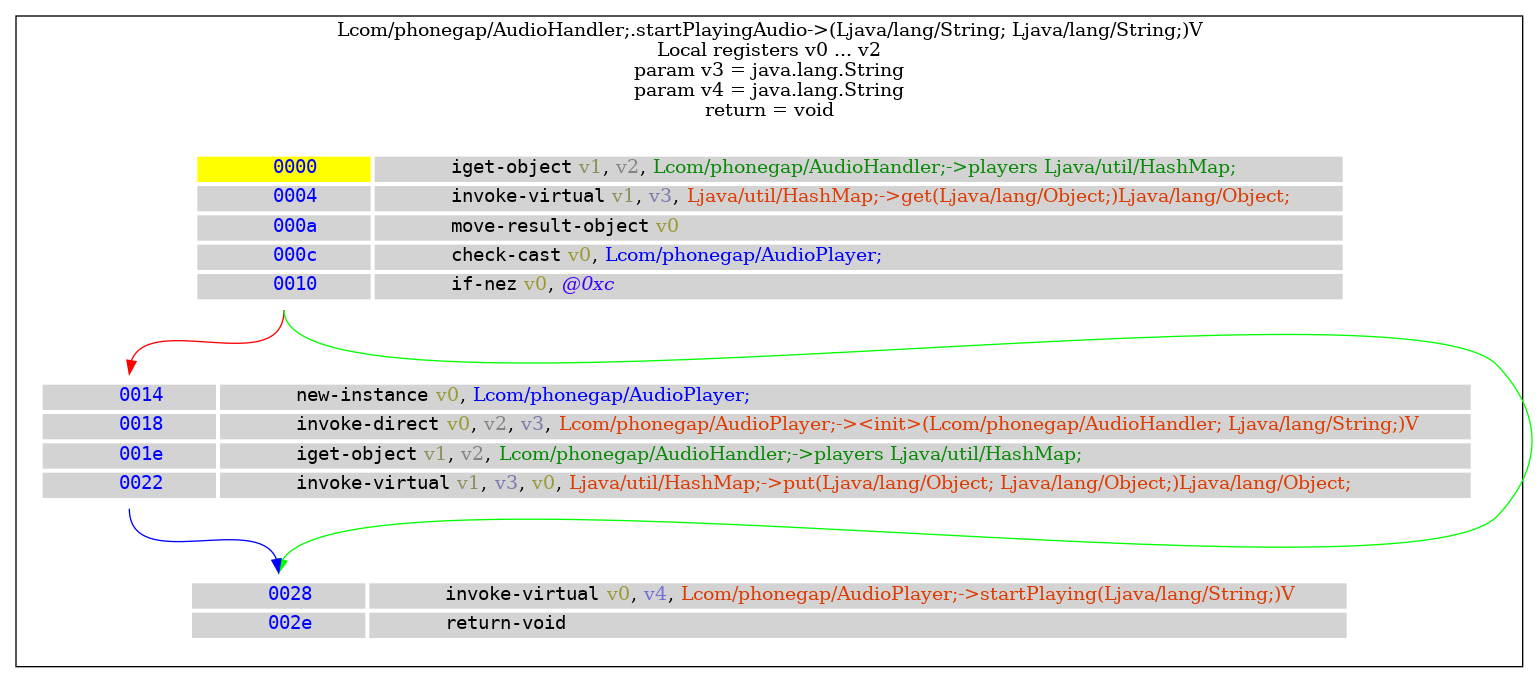 Lcom/phonegap/AudioHandler;.startPlayingAudio->(Ljava/lang/String; Ljava/lang/String;)V
Local registers v0 ... v2
param v3 = java.lang.String
param v4 = java.lang.String
return = void
0000 iget-object v1, v2, Lcom/phonegap/AudioHandler;->players Ljava/util/HashMap;
0004 invoke-virtual v1, v3, Ljava/util/HashMap;->get(Ljava/lang/Object;)Ljava/lang/Object;
000a move-result-object v0
000c check-cast v0, Lcom/phonegap/AudioPlayer;
0010 if-nez v0, @0xc
0014 new-instance v0, Lcom/phonegap/AudioPlayer;
0018 invoke-direct v0, v2, v3, Lcom/phonegap/AudioPlayer;-><init>(Lcom/phonegap/AudioHandler; Ljava/lang/String;)V
001e iget-object v1, v2, Lcom/phonegap/AudioHandler;->players Ljava/util/HashMap;
0022 invoke-virtual v1, v3, v0, Ljava/util/HashMap;->put(Ljava/lang/Object; Ljava/lang/Object;)Ljava/lang/Object;
0028 invoke-virtual v0, v4, Lcom/phonegap/AudioPlayer;->startPlaying(Ljava/lang/String;)V
002e return-void